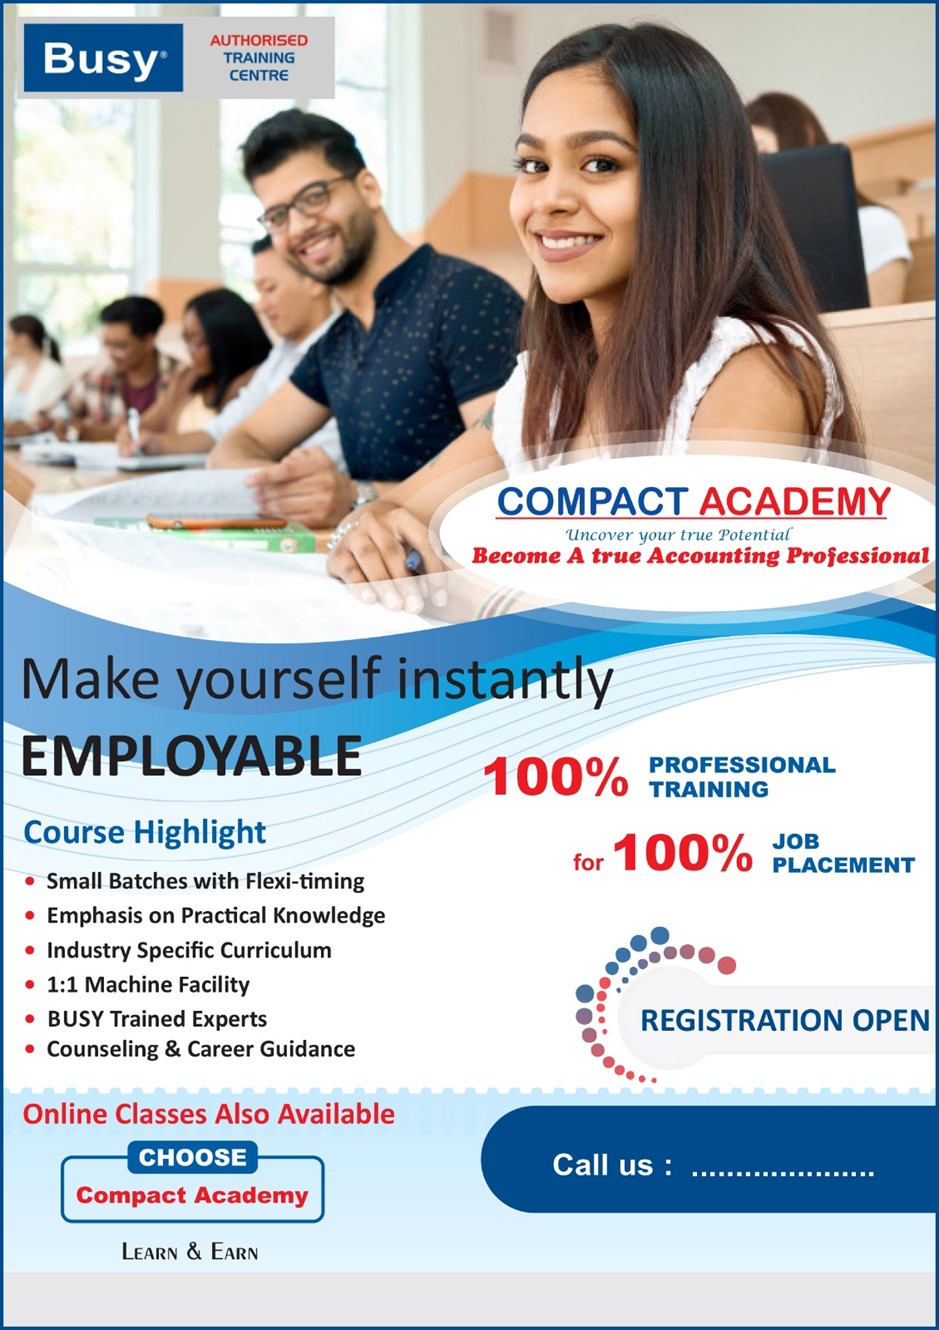 Busy®
AUTHORISED
TRAINING
CENTRE
COMPACT ACADEMY
Uncover your true Potential
Become A true Accounting Professional
Make yourself instantly
EMPLOYABLE
100% PROFESSIONAL
TRAINING
for 100% JOB
PLACEMENT
Course Highlight
• Small Batches with Flexi-timing
• Emphasis on Practical Knowledge
• Industry Specific Curriculum
• 1:1 Machine Facility
• BUSY Trained Experts
• Counseling & Career Guidance
REGISTRATION OPEN
Online Classes Also Available
CHOOSE
Compact Academy
LEARN & EARN
Call us : .....................